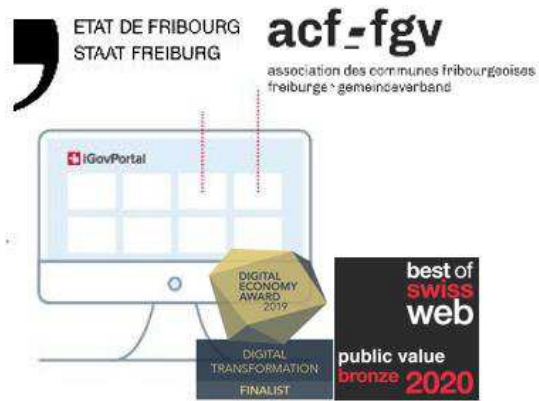 ETAT DE FRIBOURG
STAAT FREIBURG
acf-fgv
association des communes fribourgeoises
freiburger gemeindeverband
iGovPortal
DIGITAL
ECONOMY
AWARD
2019
DIGITAL
TRANSFORMATION
FINALIST
best of
swiss
web
public value
bronze 2020